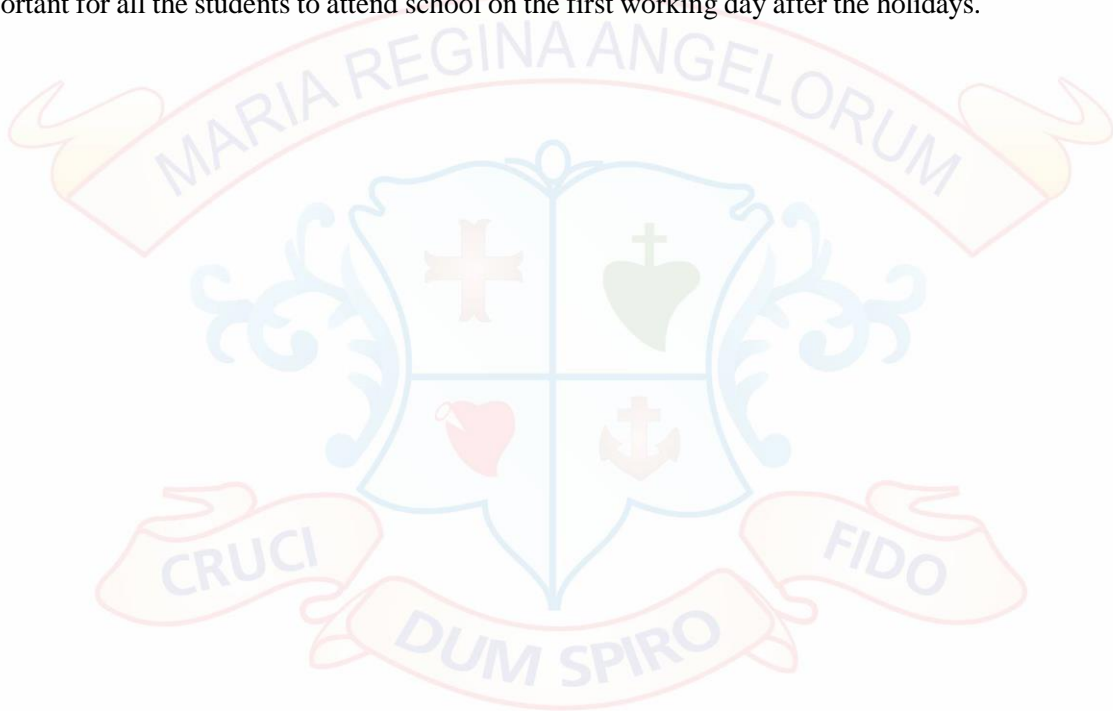 ortant for all the students to attend school on the first working day after the holidays.
MARIA REGINA ANGELORUM
CRUCI
FIDO
DUM SPIRO